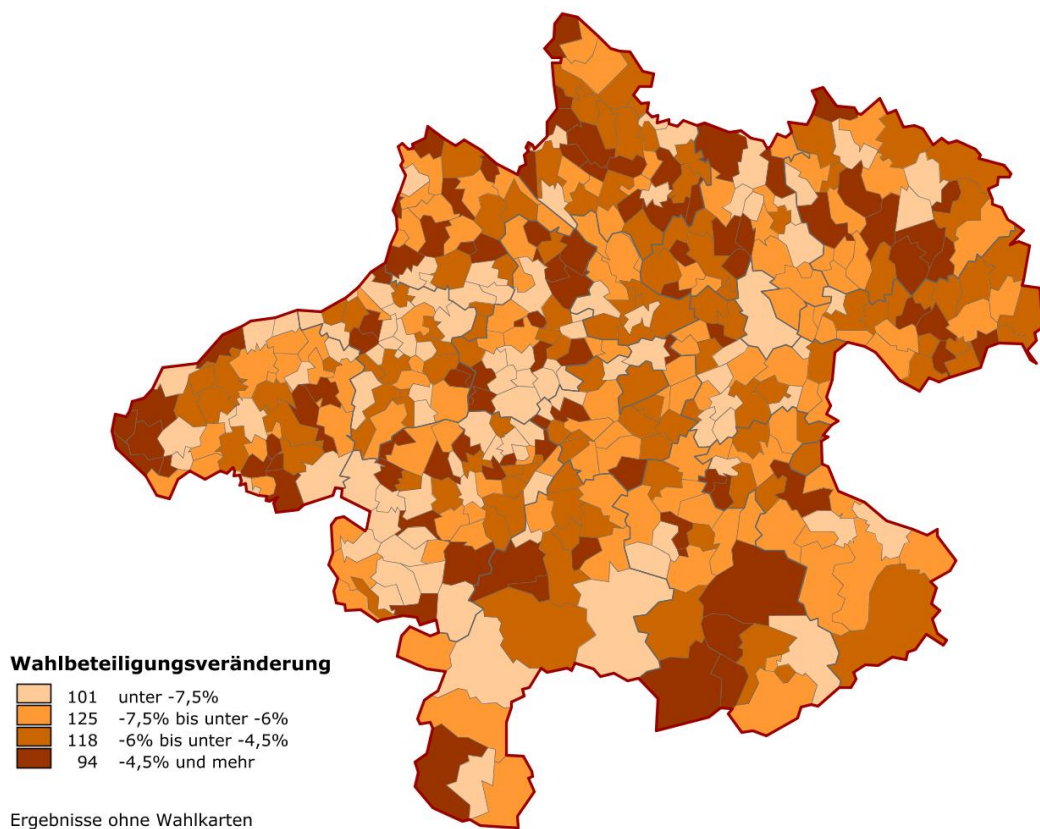 Wahlbeteiligungsveränderung
101 unter -7,5%
125 -7,5% bis unter -6%
118 -6% bis unter -4,5%
94 -4,5% und mehr
Ergebnisse ohne Wahlkarten